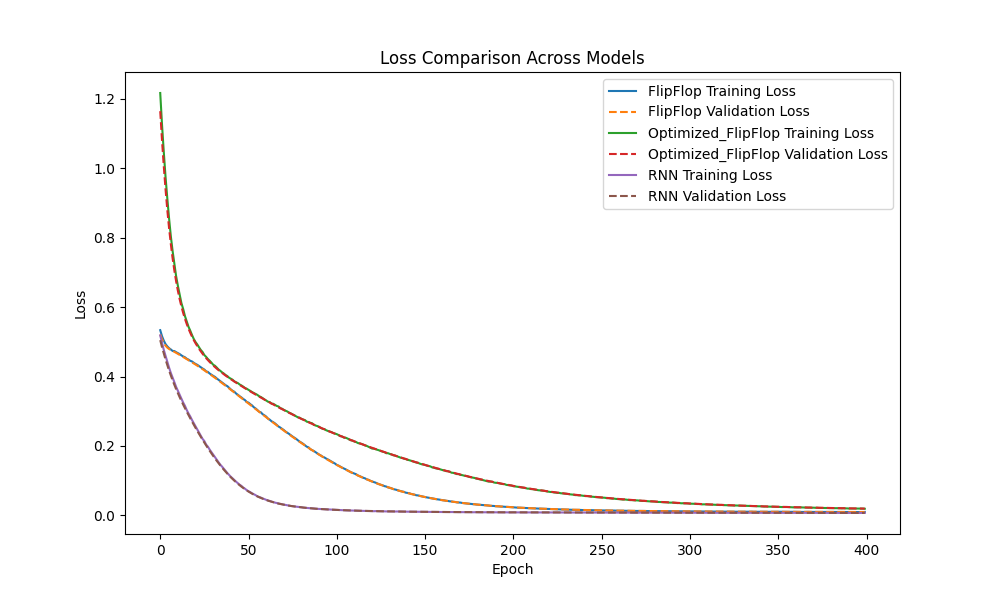 Loss Comparison Across Models
FlipFlop Training Loss
FlipFlop Validation Loss
Optimized_FlipFlop Training Loss
Optimized_FlipFlop Validation Loss
RNN Training Loss
RNN Validation Loss
Loss
1.2
1.0
0.8
0.6
0.4
0.2
0.0
0 50 100 150 200 250 300 350 400
Epoch